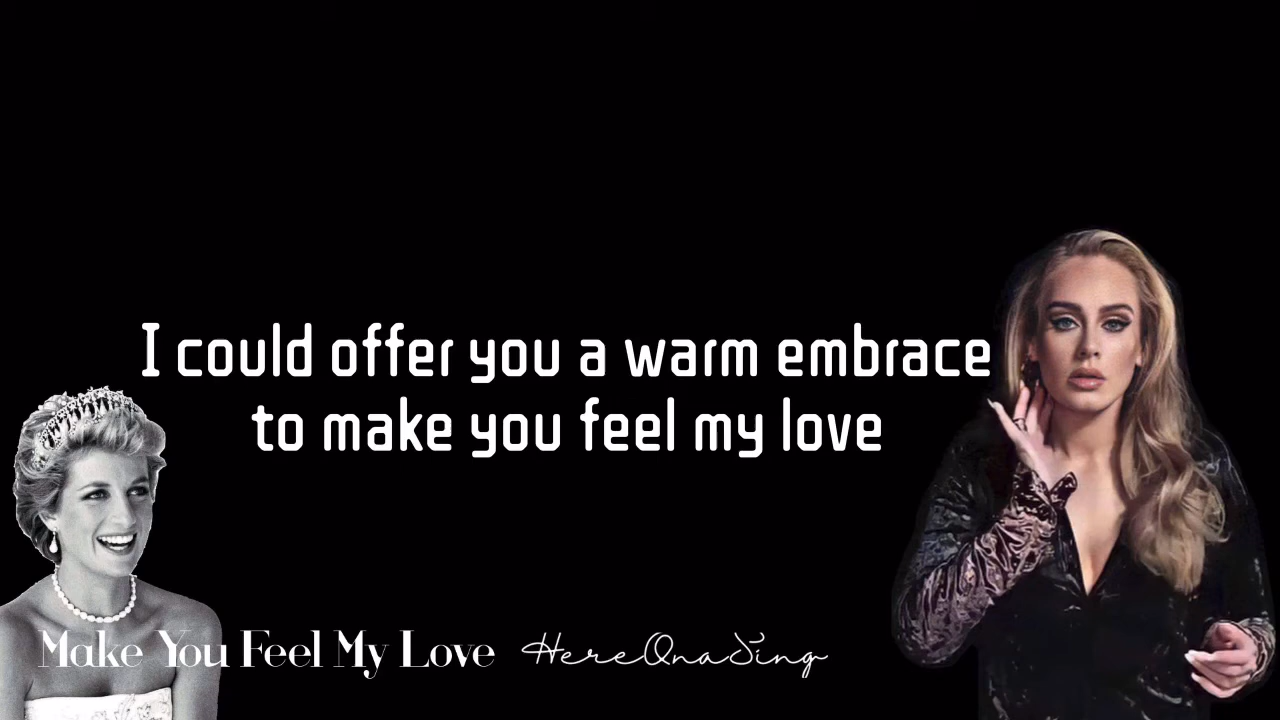 I could offer you a warm embrace
to make you feel my love
Make You Feel My Love HereOnaSing